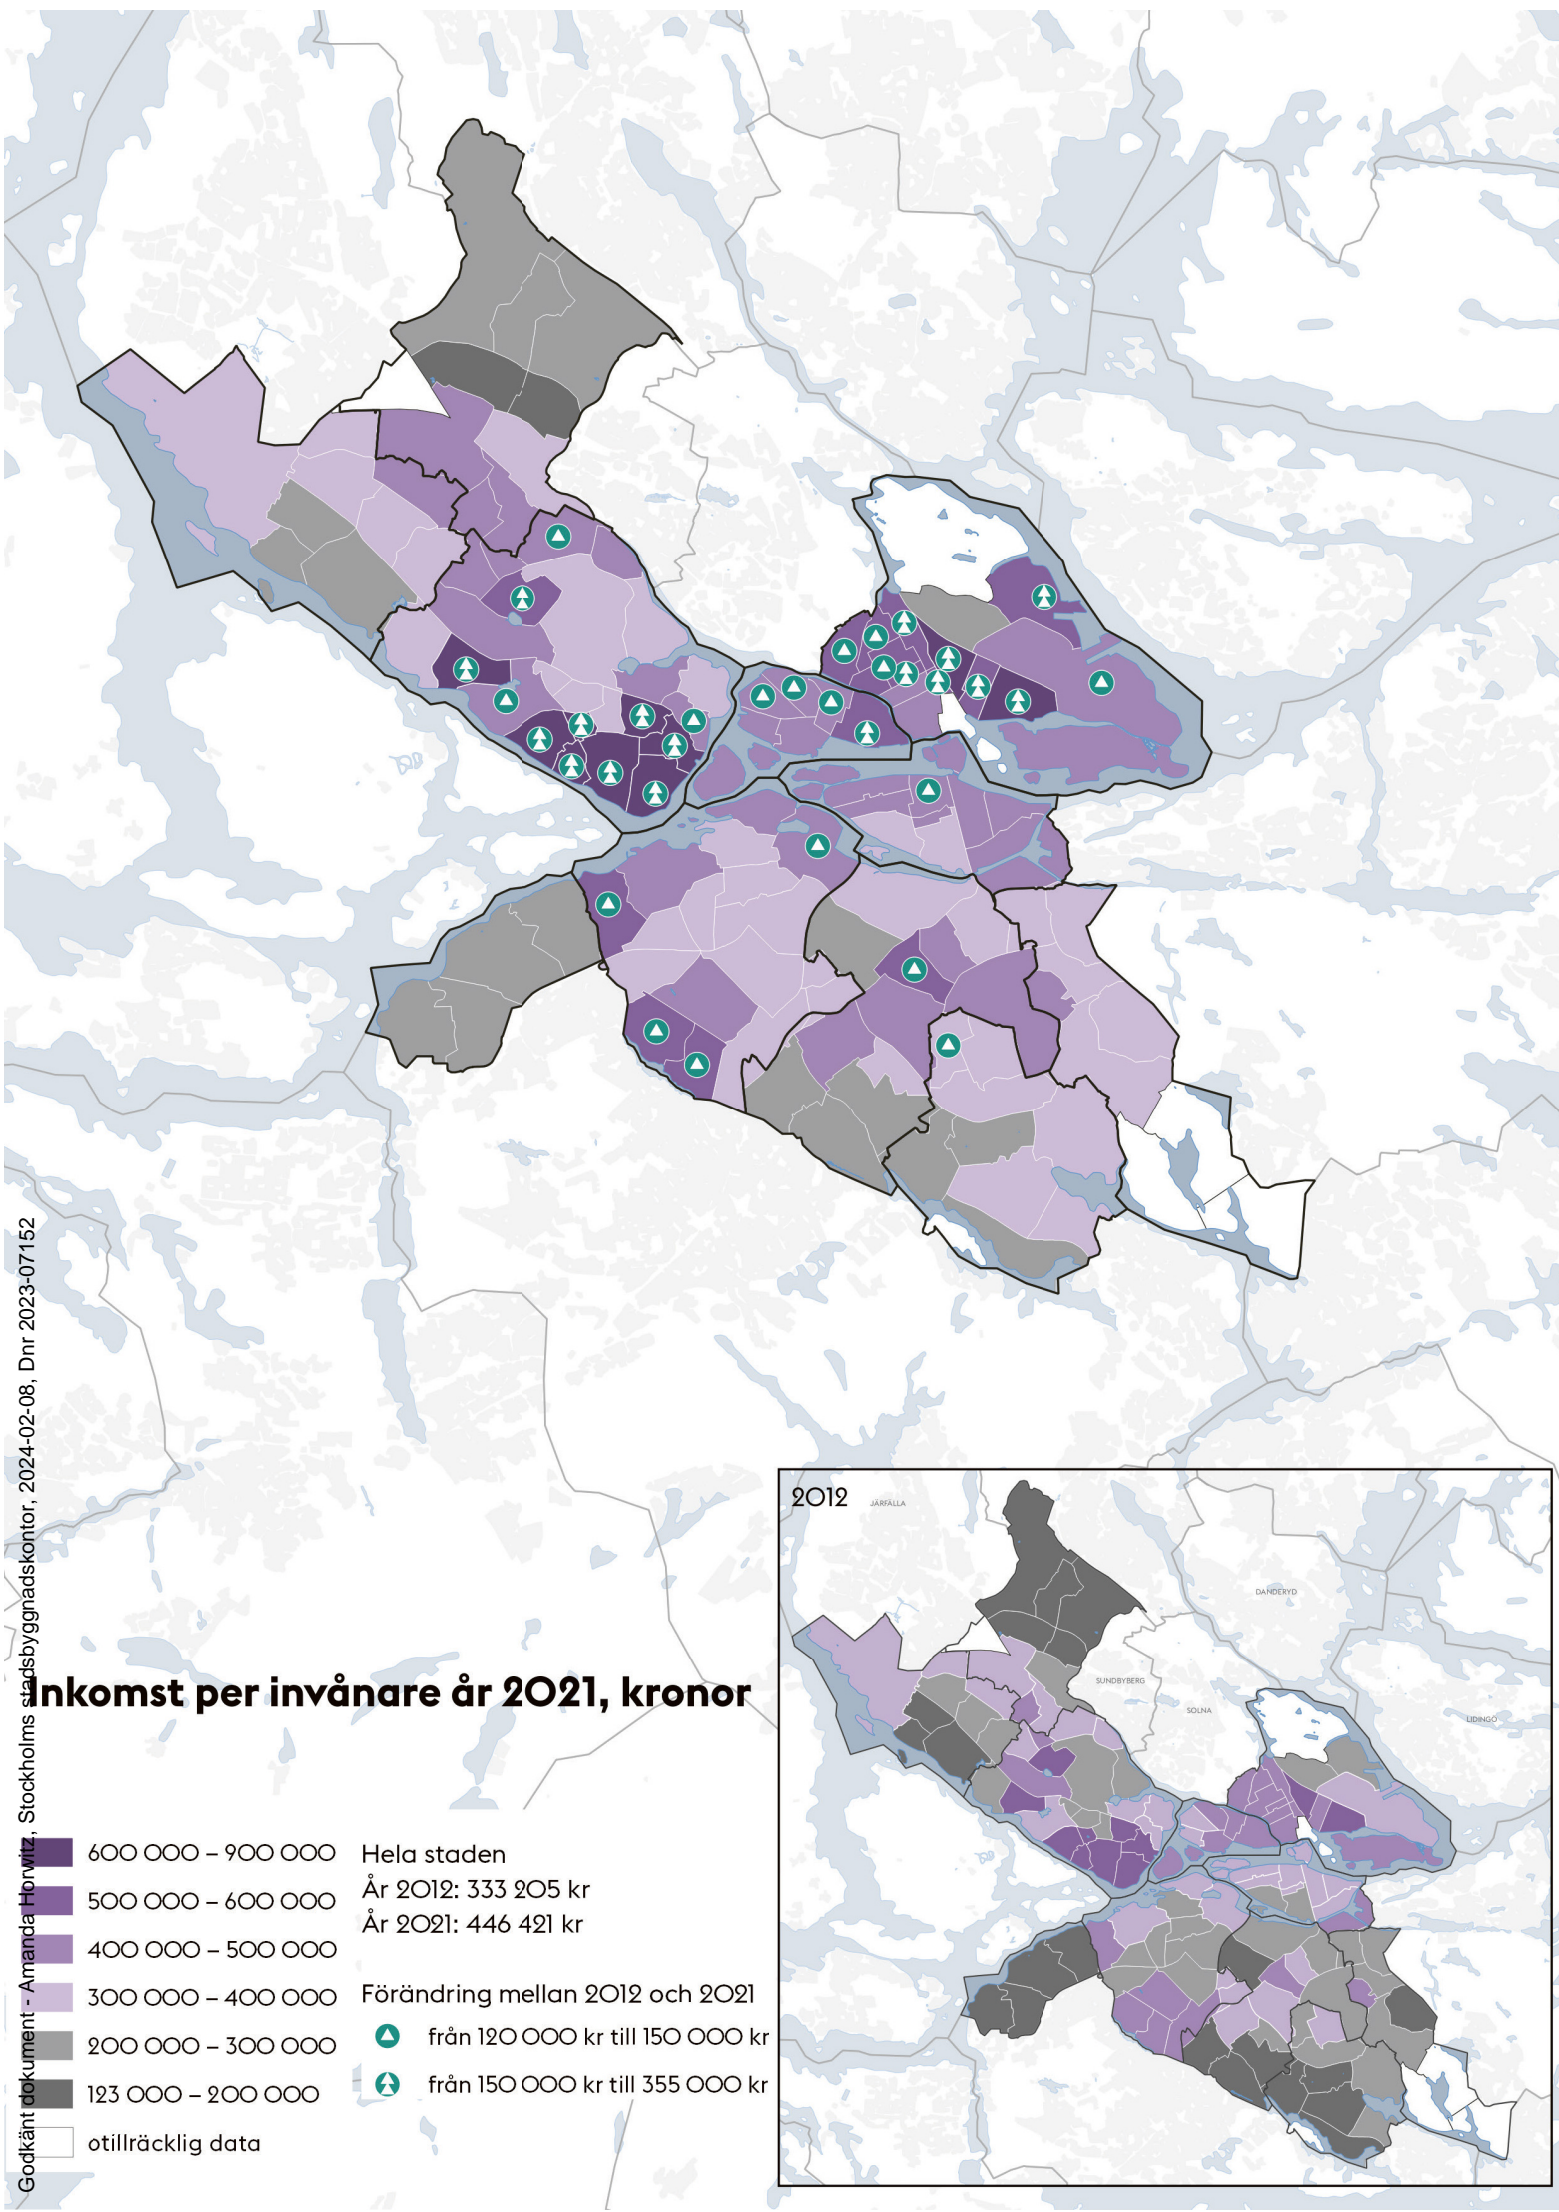 Godkänt dokument - Amanda Horwitz, Stockholms stadsbyggnadskontor, 2024-02-08, Dnr 2023-07152
2012
JÄRFÄLLA
DANDERYD
SUNDBYBERG
SOLNA
LIDINGÖ
Inkomst per invånare år 2021, kronor
600 000 – 900 000
500 000 – 600 000
400 000 – 500 000
300 000 – 400 000
200 000 – 300 000
123 000 – 200 000
otillräcklig data
Hela staden
År 2012: 333 205 kr
År 2021: 446 421 kr
Förändring mellan 2012 och 2021
från 120 000 kr till 150 000 kr
från 150 000 kr till 355 000 kr